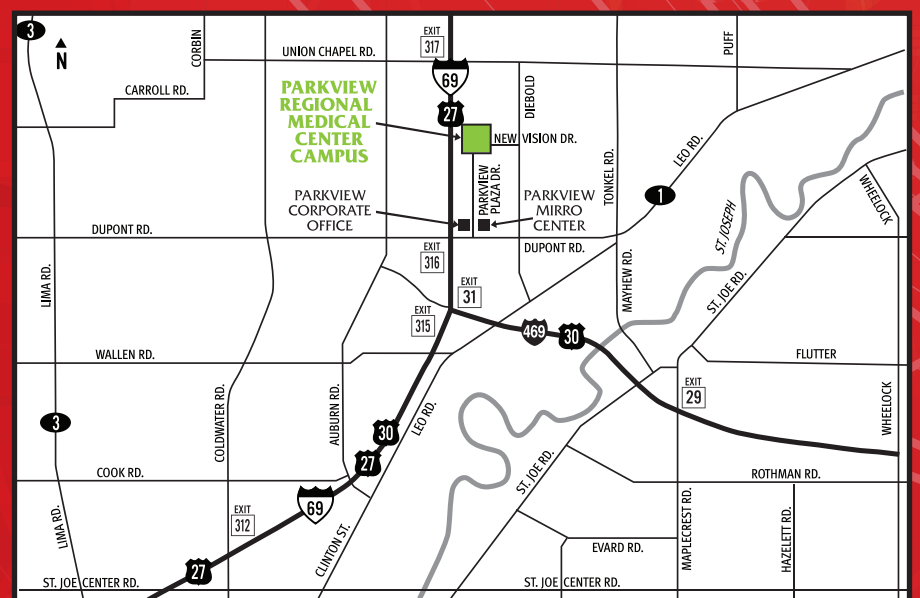 3
N
CORBIN
UNION CHAPEL RD.
EXIT
317
69
27
PUFF
CARROLL RD.
PARKVIEW
REGIONAL
MEDICAL
CENTER
CAMPUS
DIEBOLD
NEW VISION DR.
LEO RD.
TONKEL RD.
1
PARKVIEW
PLAZA DR.
PARKVIEW
CORPORATE
OFFICE
PARKVIEW
MIRRO
CENTER
WHEELOCK
ST. JOSEPH
DUPONT RD.
DUPONT RD.
LIMA RD.
EXIT
316
EXIT
31
MAYHEW RD.
ST. JOE RD.
EXIT
315
469
30
WALLEN RD.
FLUTTER
EXIT
29
WHEELOCK
3
COLDWATER RD.
AUBURN RD.
LEO RD.
30
27
COOK RD.
ST. JOE RD.
ROTHMAN RD.
69
EXIT
312
LIMA RD.
CLINTON ST.
MAPLECREST RD.
HAZELETT RD.
EVARD RD.
27
ST. JOE CENTER RD.
ST. JOE CENTER RD.